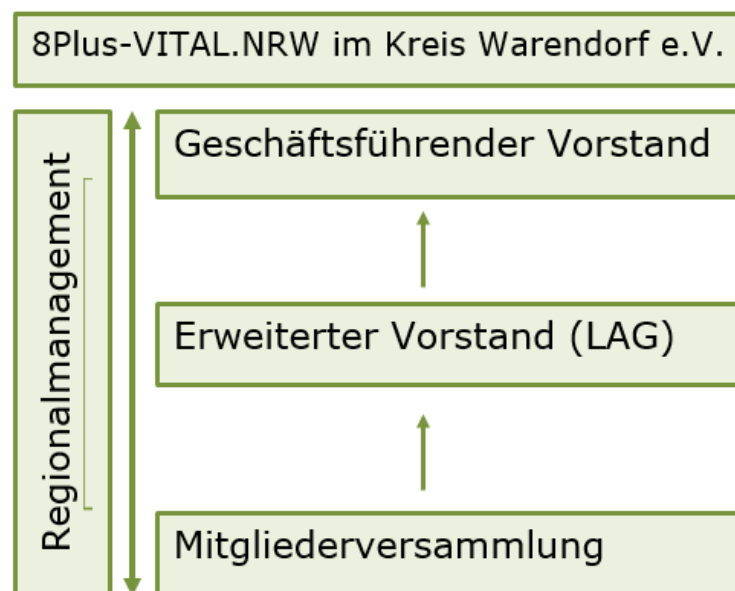 8Plus-VITAL.NRW im Kreis Warendorf e.V.
Regionalmanagement
Geschäftsführender Vorstand
Erweiterter Vorstand (LAG)
Mitgliederversammlung